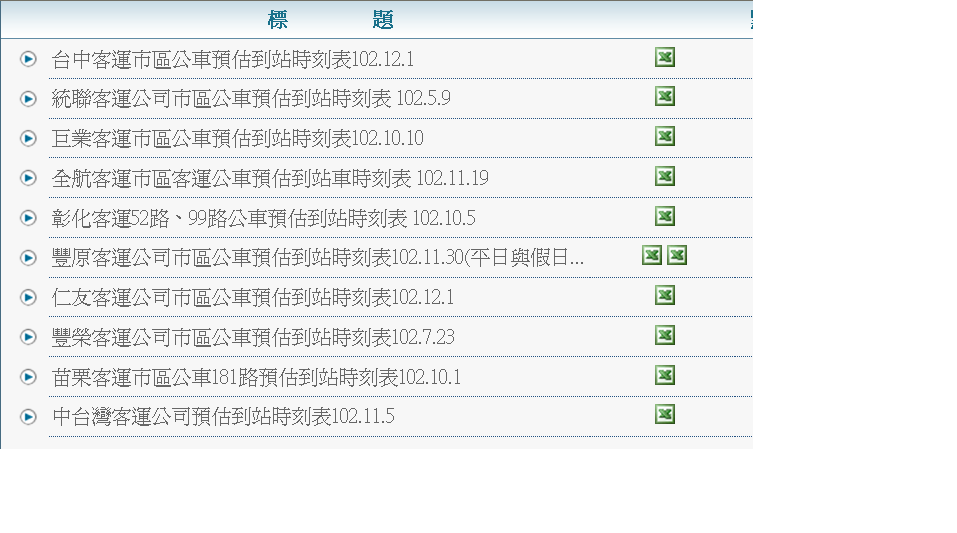 標題
台中客運市區公車預估到站時刻表102.12.1
統聯客運公司市區公車預估到站時刻表 102.5.9
巨業客運市區公車預估到站時刻表102.10.10
全航客運市區客運公車預估到站車時刻表 102.11.19
彰化客運52路、99路公車預估到站時刻表 102.10.5
豐原客運公司市區公車預估到站時刻表102.11.30(平日與假日...
仁友客運公司市區公車預估到站時刻表102.12.1
豐榮客運公司市區公車預估到站時刻表102.7.23
苗栗客運市區公車181路預估到站時刻表102.10.1
中台灣客運公司預估到站時刻表102.11.5